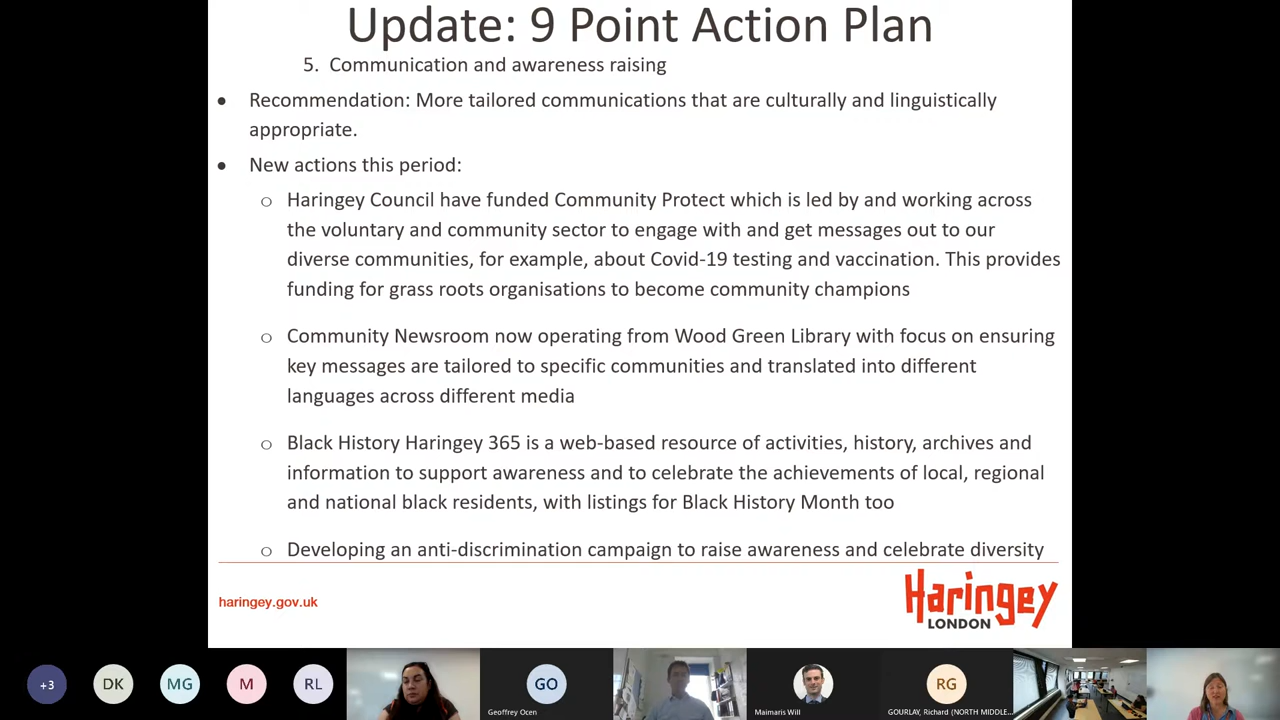 Update: 9 Point Action Plan
5. Communication and awareness raising
• Recommendation: More tailored communications that are culturally and linguistically
appropriate.
• New actions this period:
o Haringey Council have funded Community Protect which is led by and working across
the voluntary and community sector to engage with and get messages out to our
diverse communities, for example, about Covid-19 testing and vaccination. This provides
funding for grass roots organisations to become community champions
o Community Newsroom now operating from Wood Green Library with focus on ensuring
key messages are tailored to specific communities and translated into different
languages across different media
o Black History Haringey 365 is a web-based resource of activities, history, archives and
information to support awareness and to celebrate the achievements of local, regional
and national black residents, with listings for Black History Month too
o Developing an anti-discrimination campaign to raise awareness and celebrate diversity
haringey.gov.uk
Haringey
LONDON
+3
DK
MG
M
RL
GO
Geoffrey Ocen
Maimaris Will
RG
GOURLAY, Richard (NORTH MIDDLE...